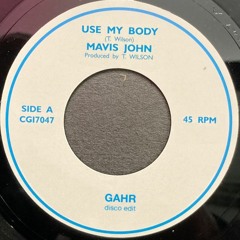 USE MY BODY
(T. Wilson)
MAVIS JOHN
Produced by T. WILSON
SIDE A
CGI7047
45 RPM
GAHR
disco edit